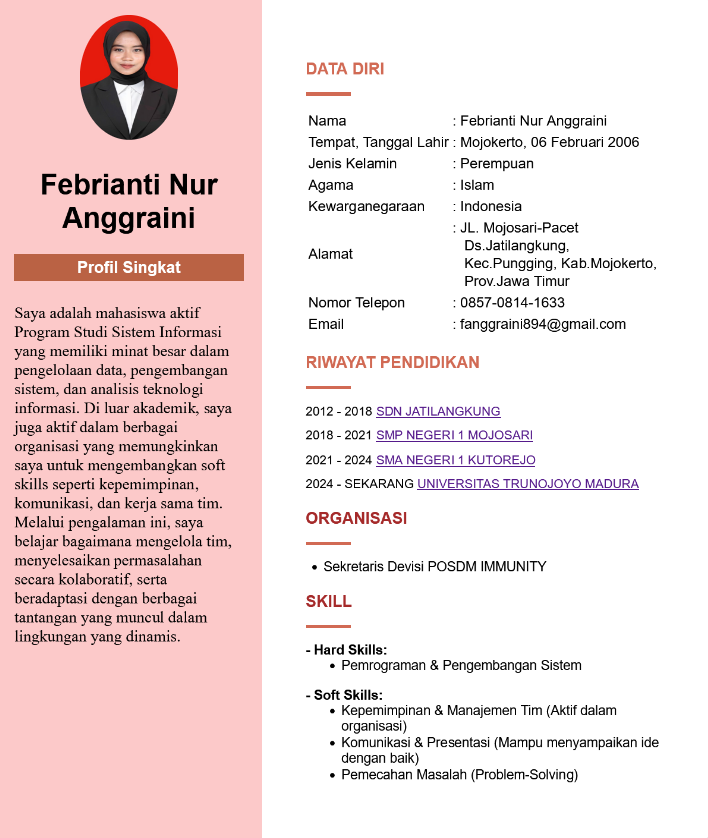 Febrianti Nur
Anggraini
Profil Singkat
Saya adalah mahasiswa aktif
Program Studi Sistem Informasi
yang memiliki minat besar dalam
pengelolaan data, pengembangan
sistem, dan analisis teknologi
informasi. Di luar akademik, saya
juga aktif dalam berbagai
organisasi yang memungkinkan
saya untuk mengembangkan soft
skills seperti kepemimpinan,
komunikasi, dan kerja sama tim.
Melalui pengalaman ini, saya
belajar bagaimana mengelola tim,
menyelesaikan permasalahan
secara kolaboratif, serta
beradaptasi dengan berbagai
tantangan yang muncul dalam
lingkungan yang dinamis.
DATA DIRI
Nama : Febrianti Nur Anggraini
Tempat, Tanggal Lahir : Mojokerto, 06 Februari 2006
Jenis Kelamin : Perempuan
Agama : Islam
Kewarganegaraan : Indonesia
Alamat : JL. Mojosari-Pacet
Ds.Jatilangkung,
Kec.Pungging, Kab.Mojokerto,
Prov.Jawa Timur
Nomor Telepon : 0857-0814-1633
Email : fanggraini894@gmail.com
RIWAYAT PENDIDIKAN
2012 - 2018 SDN JATILANGKUNG
2018 - 2021 SMP NEGERI 1 MOJOSARI
2021 - 2024 SMA NEGERI 1 KUTOREJO
2024 - SEKARANG UNIVERSITAS TRUNOJOYO MADURA
ORGANISASI
• Sekretaris Devisi POSDM IMMUNITY
SKILL
- Hard Skills:
• Pemrograman & Pengembangan Sistem
- Soft Skills:
• Kepemimpinan & Manajemen Tim (Aktif dalam
organisasi)
• Komunikasi & Presentasi (Mampu menyampaikan ide
dengan baik)
• Pemecahan Masalah (Problem-Solving)